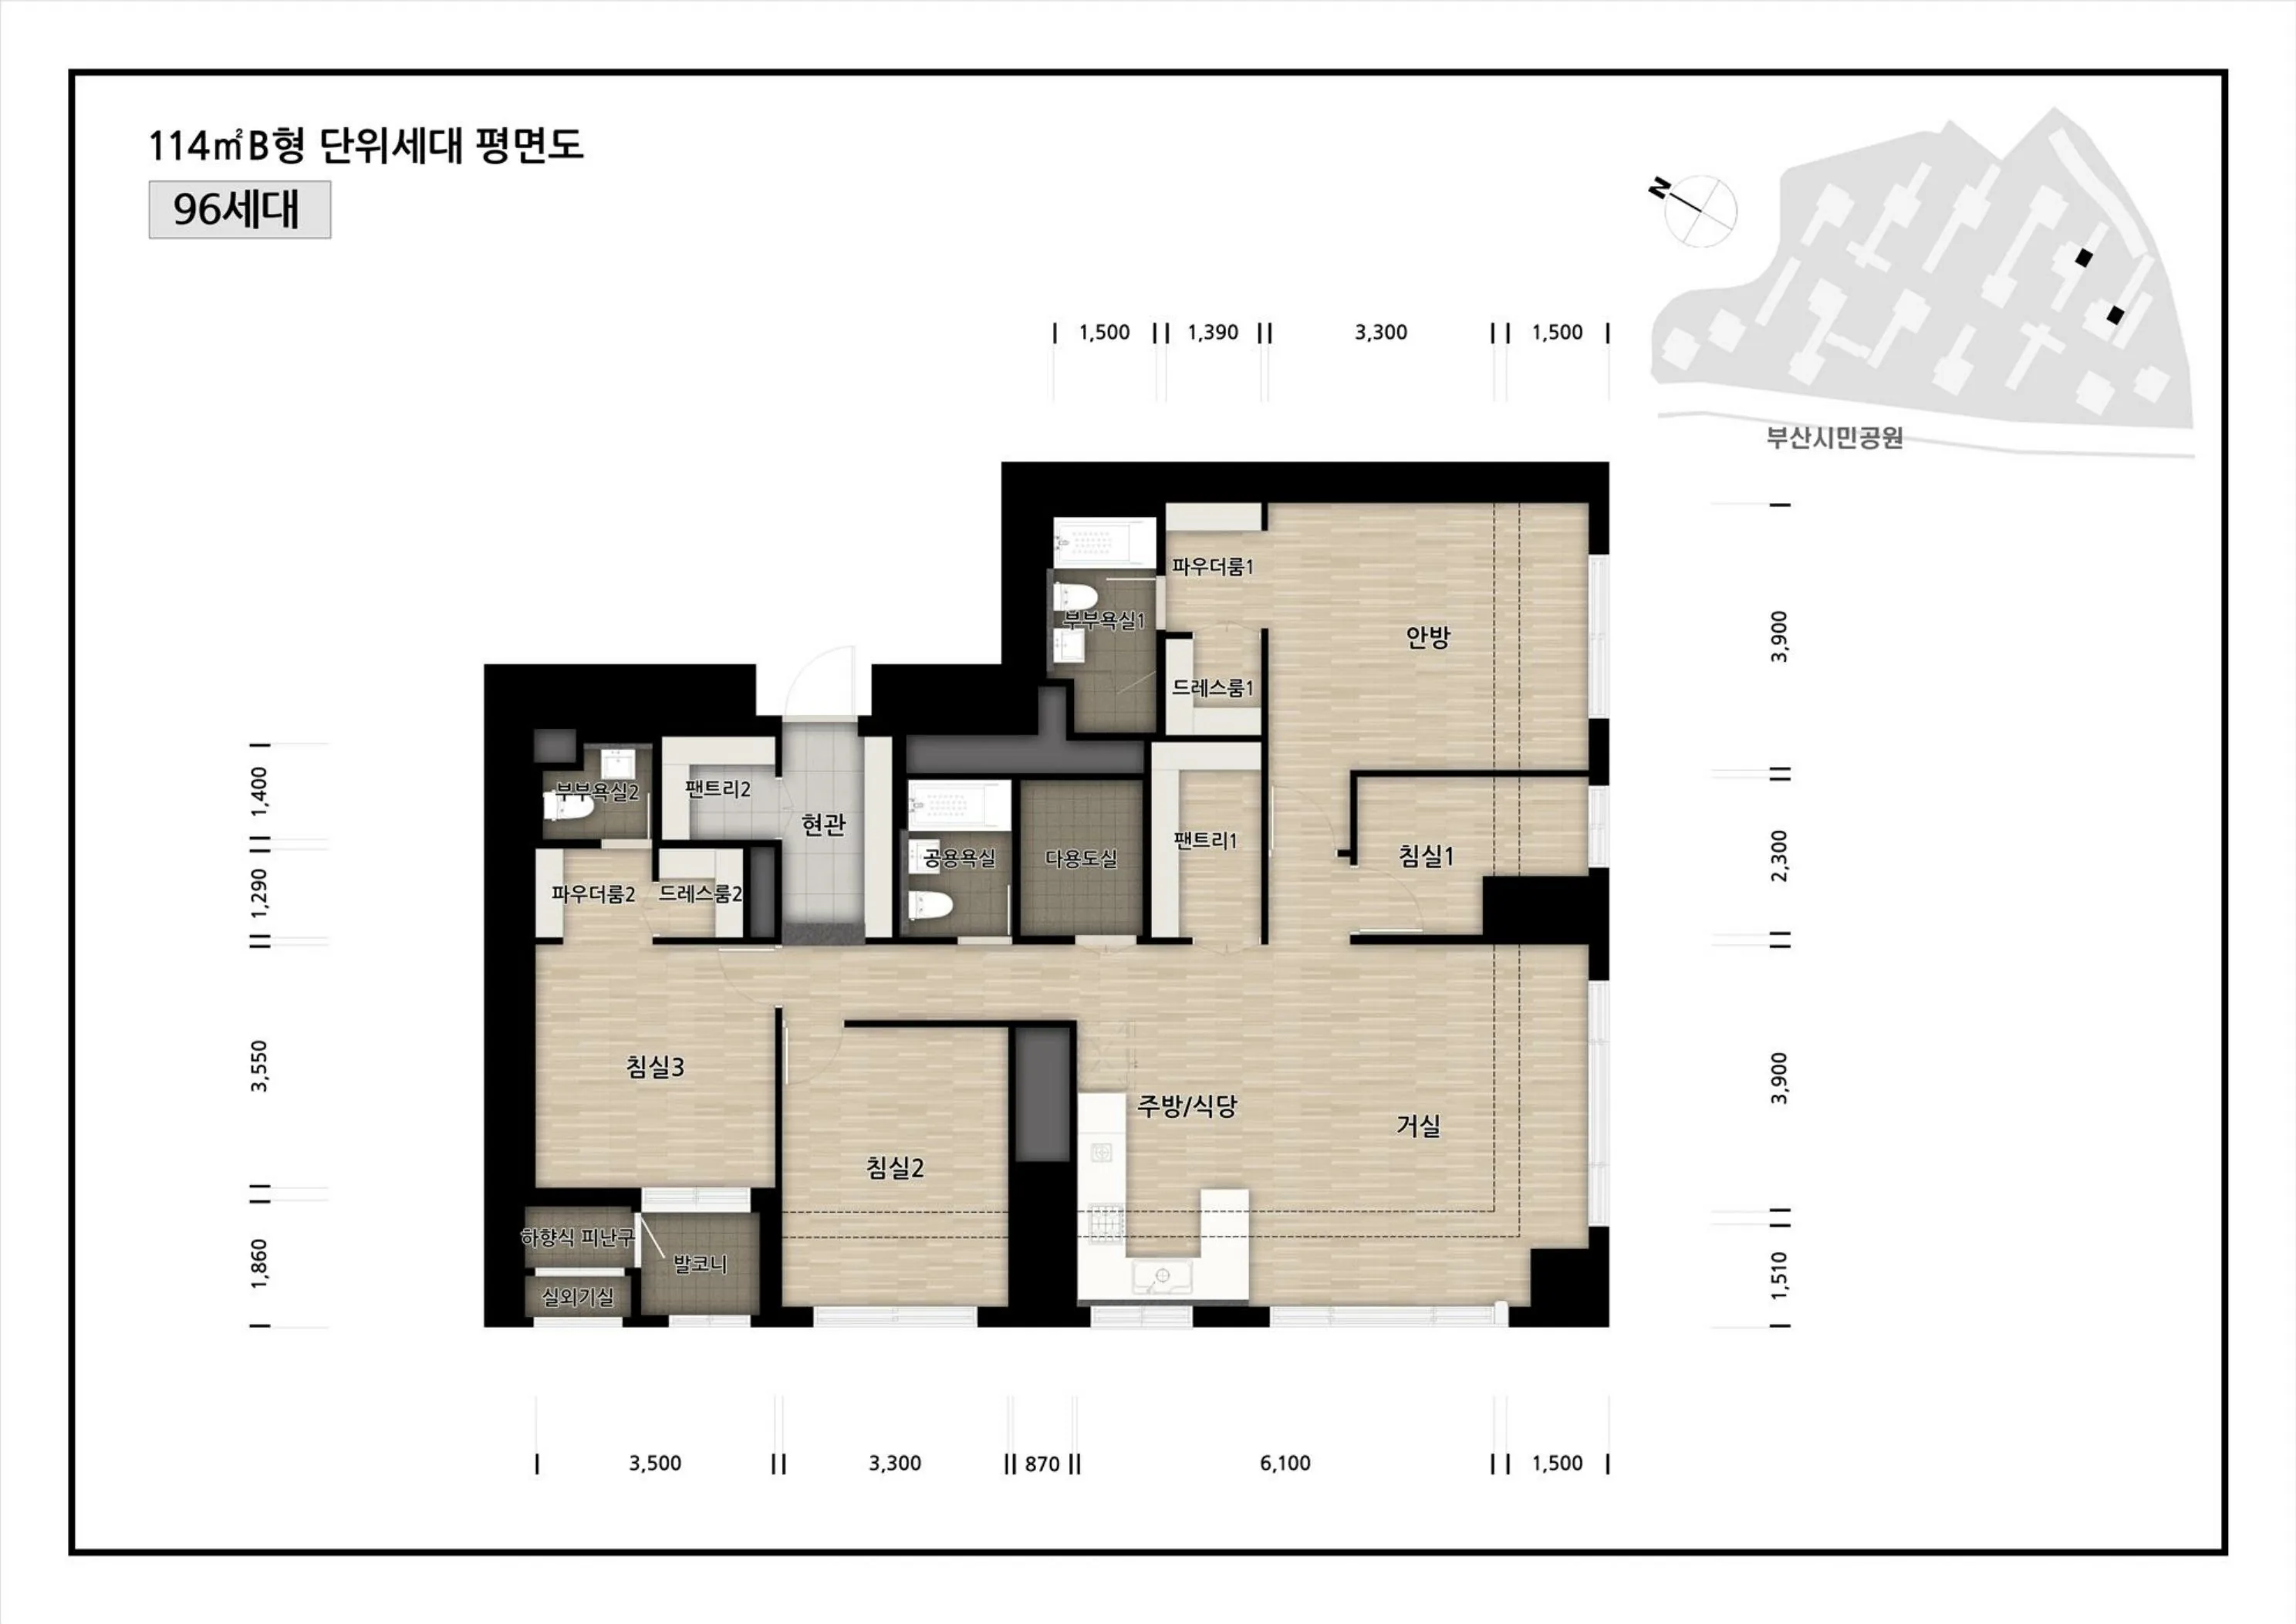 114㎡B형 단위세대 평면도
96세대
N
부산시민공원
1,500 1,390 3,300 1,500
파우더룸1
부부욕실1
안방
3,900
드레스룸1
1,400
부부욕실2
팬트리2
현관
공용욕실
다용도실
팬트리1
침실1
2,300
1,290
파우더룸2
드레스룸2
3,550
침실3
침실2
주방/식당
거실
3,900
1,860
하향식 피난구
발코니
실외기실
1,510
3,500 3,300 870 6,100 1,500